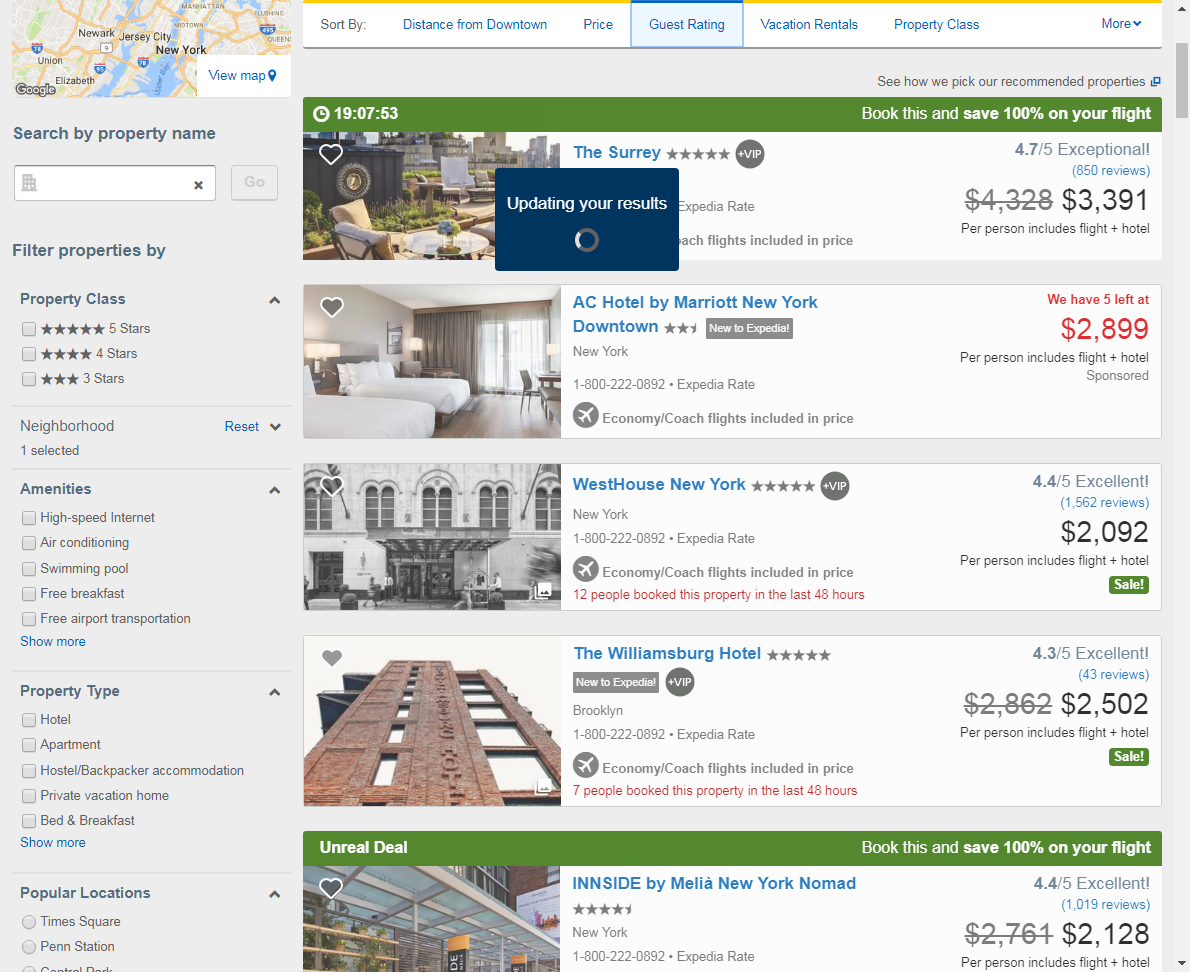 MANHATTAN
FLUSHING
MIDTOWN
Newark
Jersey City
495
QUEENS
78
9
New York
Union
78
95
Elizabeth
Upper Bay
Google
View map
Search by property name
Go
Filter properties by
Property Class
5 Stars
4 Stars
3 Stars
Neighborhood
Reset
1 selected
Amenities
High-speed Internet
Air conditioning
Swimming pool
Free breakfast
Free airport transportation
Show more
Property Type
Hotel
Apartment
Hostel/Backpacker accommodation
Private vacation home
Bed & Breakfast
Show more
Popular Locations
Times Square
Penn Station
Central Park
Sort By: Distance from Downtown Price Guest Rating Vacation Rentals Property Class More
See how we pick our recommended properties
19:07:53 Book this and save 100% on your flight
The Surrey +VIP
4.7/5 Exceptional!
(850 reviews)
$4,328 $3,391
Per person includes flight + hotel
Updating your results
Expedia Rate
flights included in price
AC Hotel by Marriott New York
Downtown New to Expedia!
New York
1-800-222-0892 • Expedia Rate
Economy/Coach flights included in price
We have 5 left at
$2,899
Per person includes flight + hotel
Sponsored
WestHouse New York +VIP
New York
1-800-222-0892 • Expedia Rate
Economy/Coach flights included in price
12 people booked this property in the last 48 hours
4.4/5 Excellent!
(1,562 reviews)
$2,092
Per person includes flight + hotel
Sale!
The Williamsburg Hotel
New to Expedia! +VIP
Brooklyn
1-800-222-0892 • Expedia Rate
Economy/Coach flights included in price
7 people booked this property in the last 48 hours
4.3/5 Excellent!
(43 reviews)
$2,862 $2,502
Per person includes flight + hotel
Sale!
Unreal Deal Book this and save 100% on your flight
INNSIDE by Melià New York Nomad
New York
1-800-222-0892 • Expedia Rate
4.4/5 Excellent!
(1,019 reviews)
$2,761 $2,128
Per person includes flight + hotel